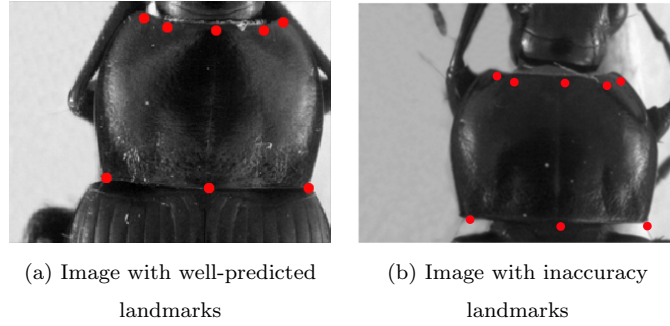 (a) Image with well-predicted
landmarks
(b) Image with inaccuracy
landmarks